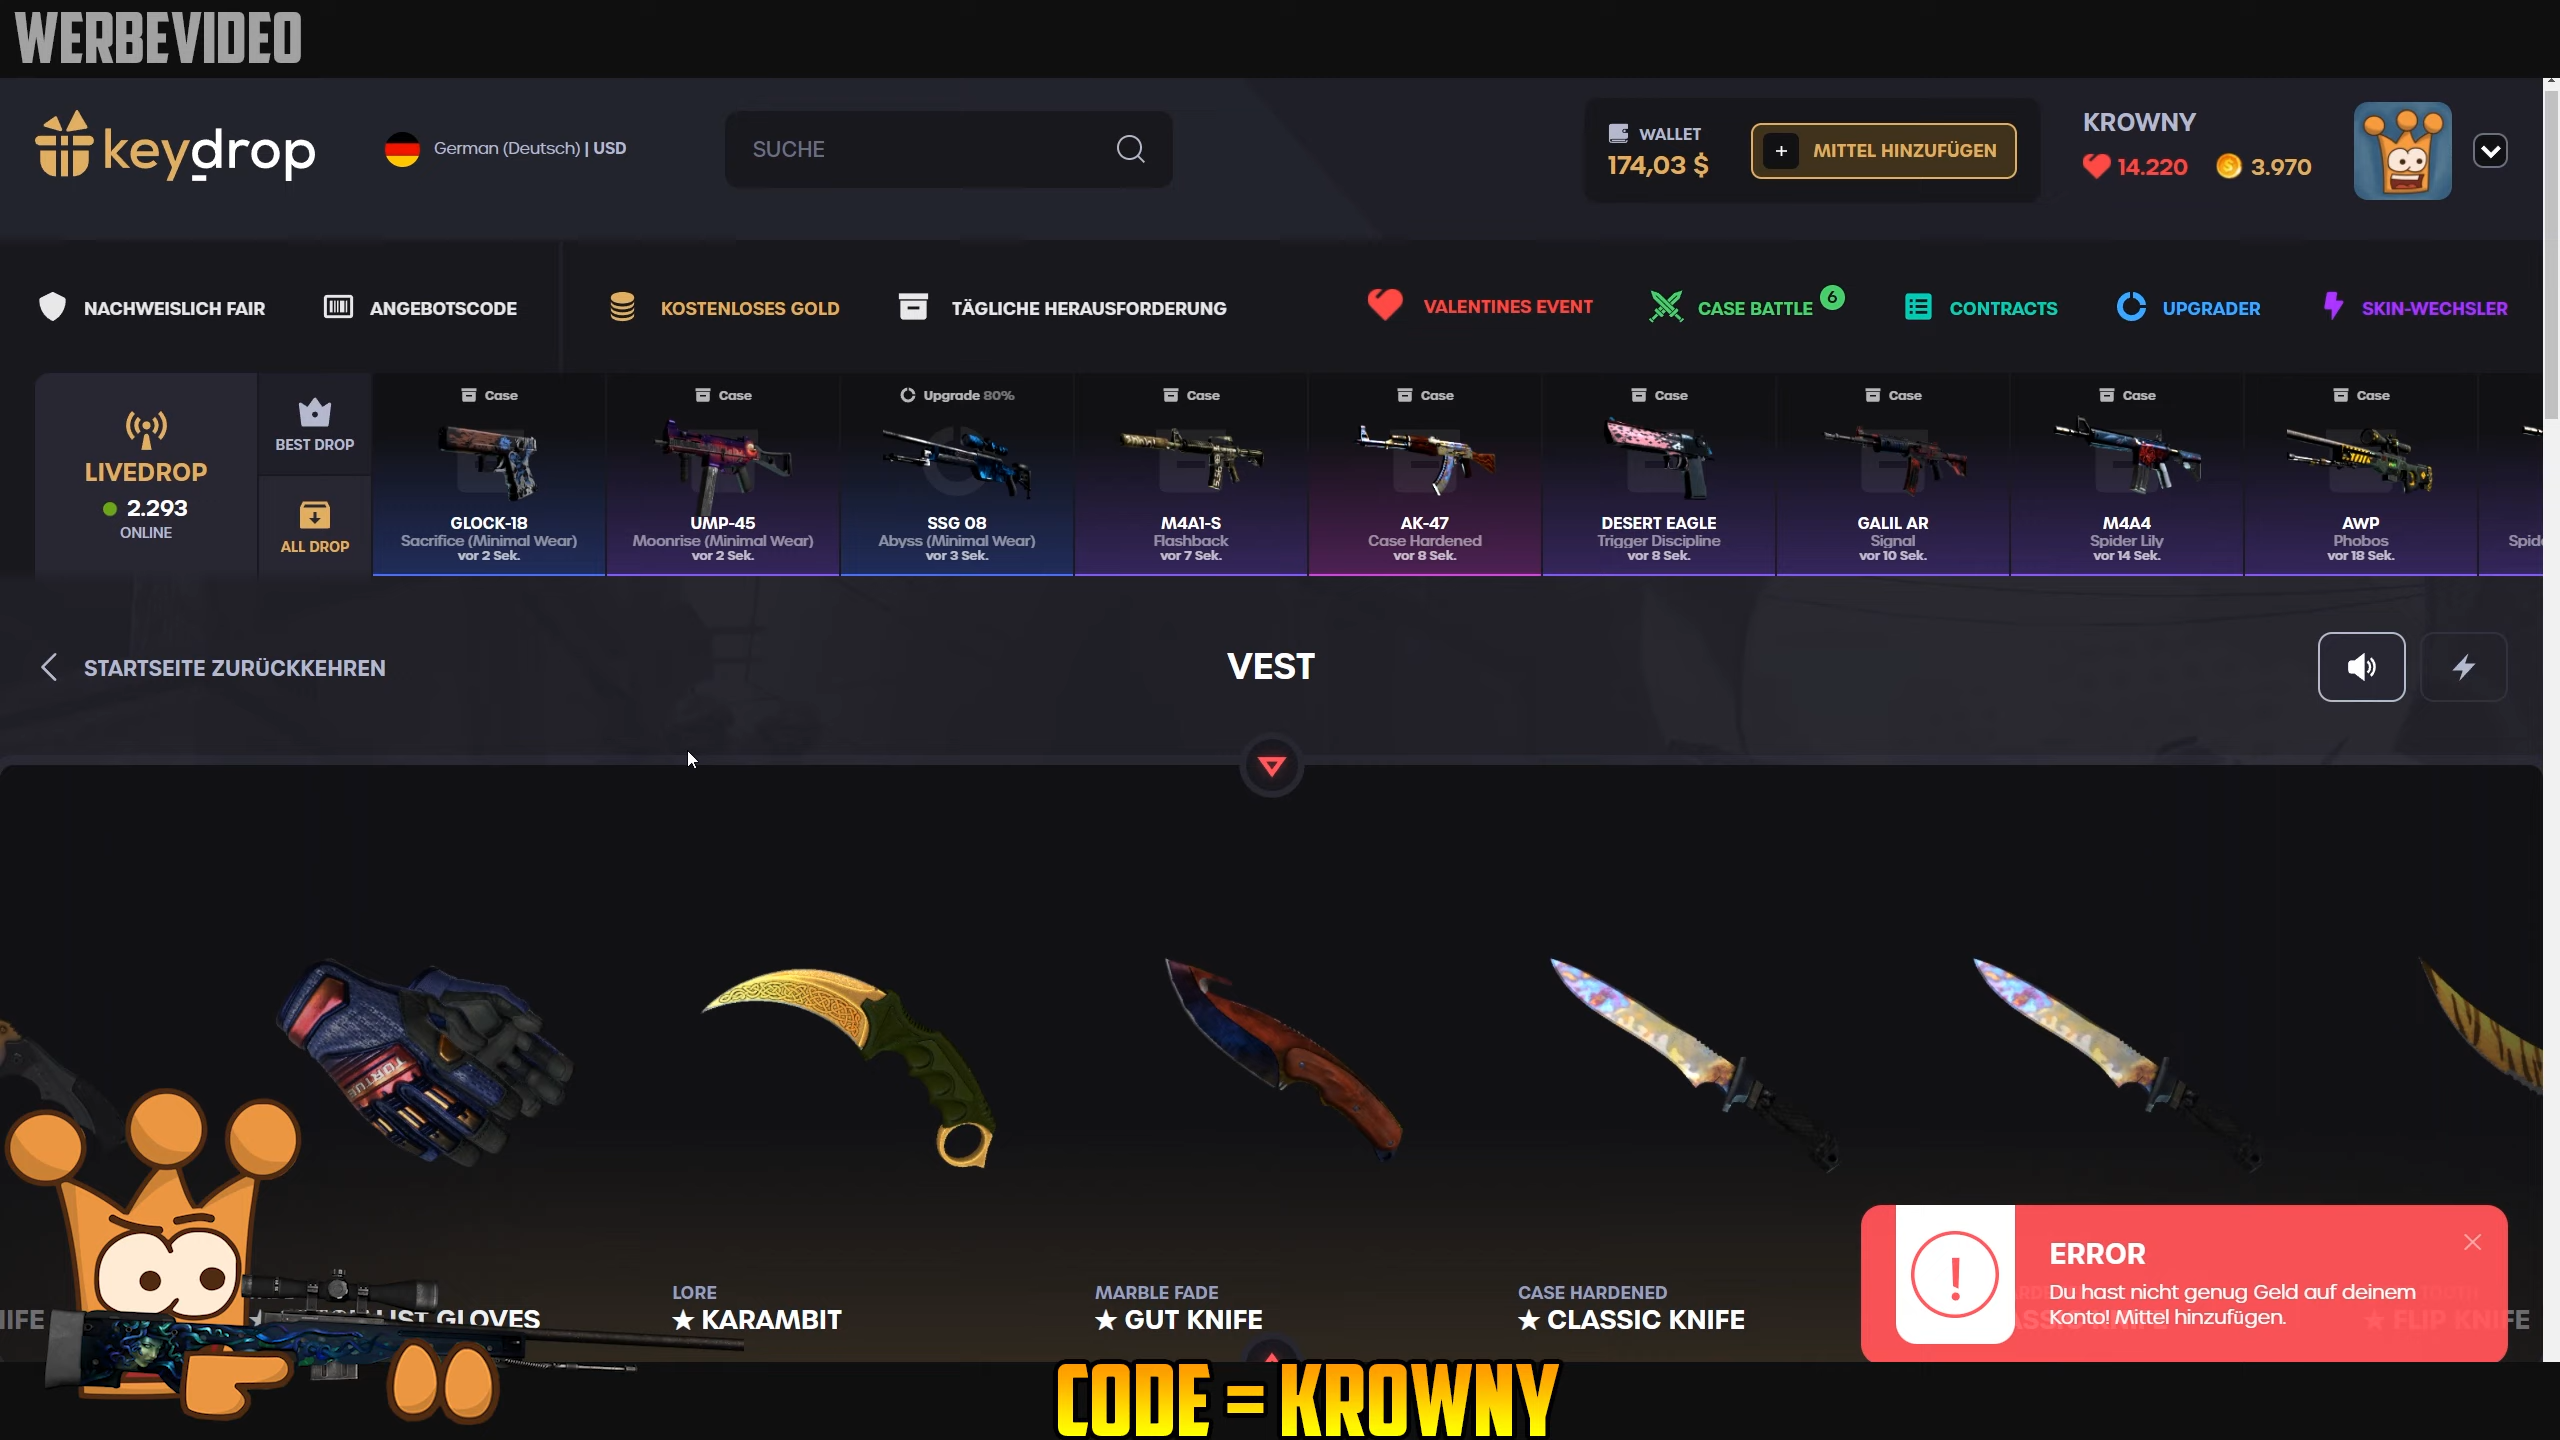 WERBEVIDEO
keydrop
German (Deutsch) | USD
SUCHE
WALLET
174,03 $
+ MITTEL HINZUFÜGEN
KROWNY
14.220
3.970
NACHWEISLICH FAIR
ANGEBOTSCODE
KOSTENLOSES GOLD
TÄGLICHE HERAUSFORDERUNG
VALENTINES EVENT
CASE BATTLE 6
CONTRACTS
UPGRADER
SKIN-WECHSLER
LIVEDROP
2.293
ONLINE
BEST DROP
ALL DROP
Case
GLOCK-18
Sacrifice (Minimal Wear)
vor 2 Sek.
Case
UMP-45
Moonrise (Minimal Wear)
vor 2 Sek.
Upgrade 80%
SSG 08
Abyss (Minimal Wear)
vor 3 Sek.
Case
M4A1-S
Flashback
vor 7 Sek.
Case
AK-47
Case Hardened
vor 8 Sek.
Case
DESERT EAGLE
Trigger Discipline
vor 8 Sek.
Case
GALIL AR
Signal
vor 10 Sek.
Case
M4A4
Spider Lily
vor 14 Sek.
Case
AWP
Phobos
vor 18 Sek.
STARTSEITE ZURÜCKKEHREN
VEST
GLOVES
LORE
★ KARAMBIT
MARBLE FADE
★ GUT KNIFE
CASE HARDENED
★ CLASSIC KNIFE
★ FLIP KNIFE
ERROR
Du hast nicht genug Geld auf deinem
Konto! Mittel hinzufügen.
CODE = KROWNY